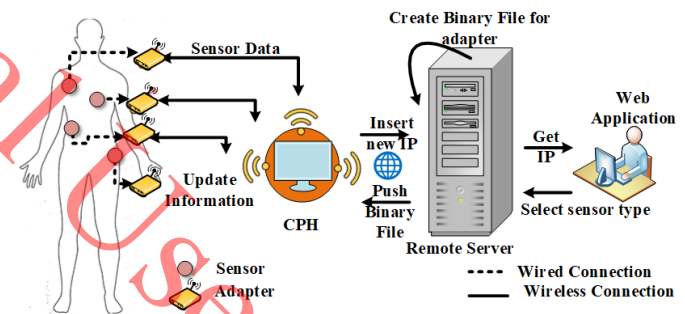 Create Binary File for
adapter
Sensor Data
Web
Application
Insert
new IP
Get
IP
Update
Information
Push
Binary
File
CPH
Select sensor type
Remote Server
Sensor
Adapter
Wired Connection
Wireless Connection